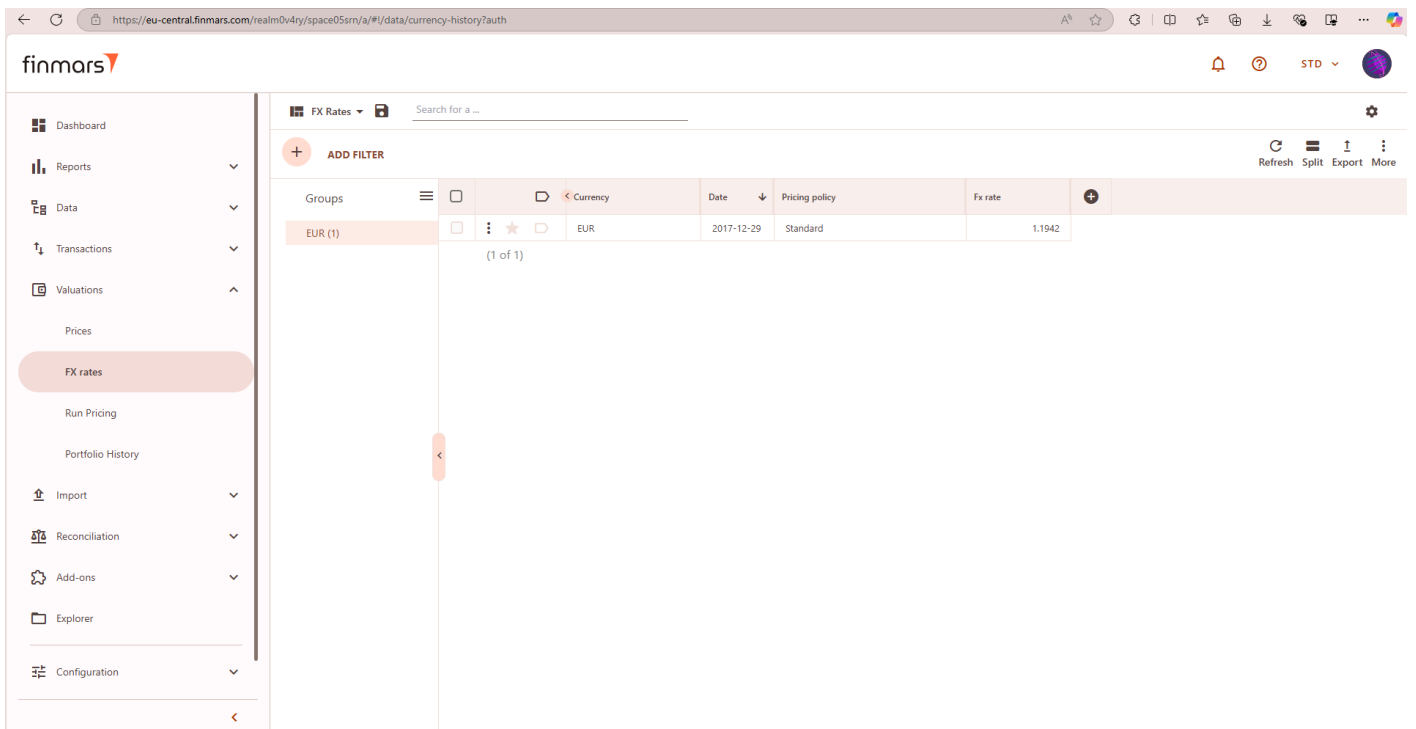 https://eu-central.finmars.com/realm0v4ry/space05srn/a/#!/data/currency-history?auth
finmars
STD
Dashboard
Reports
Data
Transactions
Valuations
Prices
FX rates
Run Pricing
Portfolio History
Import
Reconciliation
Add-ons
Explorer
Configuration
FX Rates
Search for a ...
ADD FILTER
Refresh Split Export More
Groups
EUR (1)
Currency Date Pricing policy Fx rate
EUR 2017-12-29 Standard 1.1942
(1 of 1)